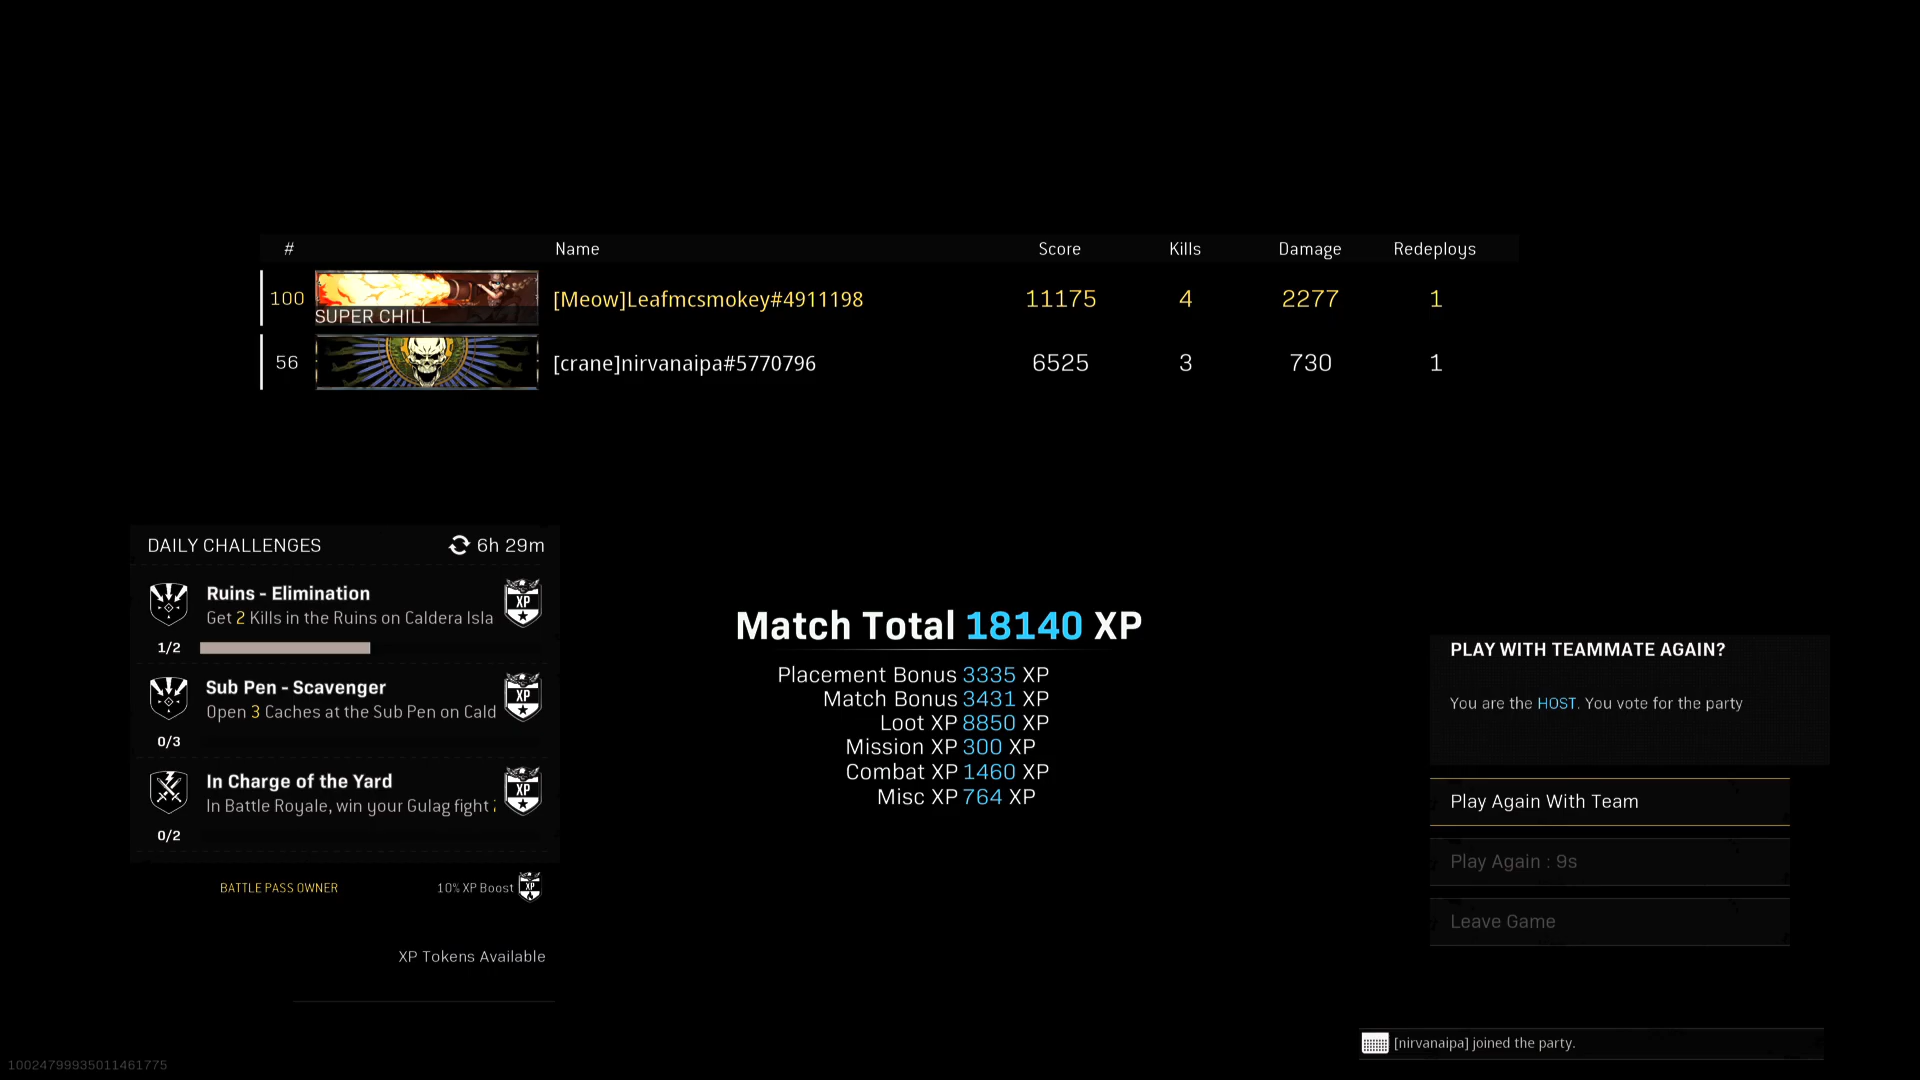 # Name Score Kills Damage Redeploys
100 SUPER CHILL [Meow]Leafmcsmokey#4911198 11175 4 2277 1
56 [crane]nirvanaipa#5770796 6525 3 730 1
DAILY CHALLENGES 6h 29m
Ruins - Elimination
Get 2 Kills in the Ruins on Caldera Isla
XP
1/2
Sub Pen - Scavenger
Open 3 Caches at the Sub Pen on Cald
XP
0/3
In Charge of the Yard
In Battle Royale, win your Gulag fight
XP
0/2
BATTLE PASS OWNER 10% XP Boost XP
XP Tokens Available
Match Total 18140 XP
Placement Bonus 3335 XP
Match Bonus 3431 XP
Loot XP 8850 XP
Mission XP 300 XP
Combat XP 1460 XP
Misc XP 764 XP
PLAY WITH TEAMMATE AGAIN?
You are the HOST. You vote for the party
Play Again With Team
Play Again : 9s
Leave Game
[nirvanaipa] joined the party.
10024799935011461775